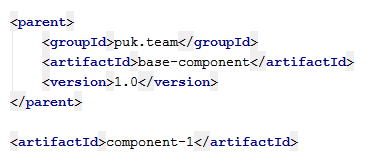 <parent>
<groupId>puk.team</groupId>
<artifactId>base-component</artifactId>
<version>1.0</version>
</parent>
<artifactId>component-1</artifactId>